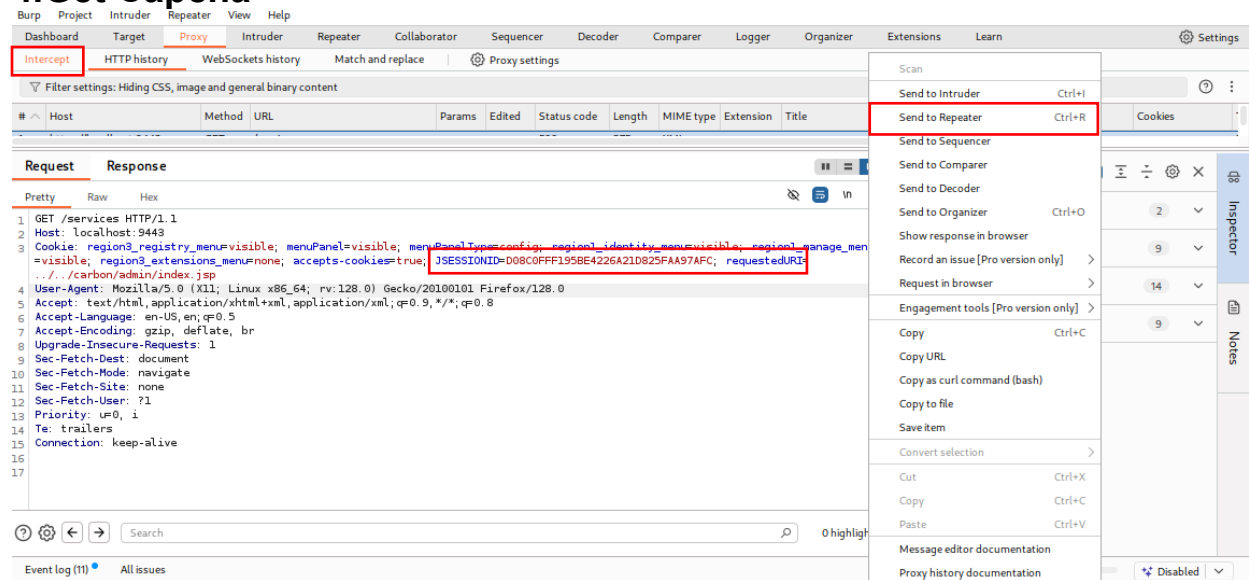 Burp Project Intruder Repeater View Help
Dashboard Target Proxy Intruder Repeater Collaborator Sequencer Decoder Comparer Logger Organizer Extensions Learn Settings
Intercept HTTP history WebSockets history Match and replace Proxy settings
Filter settings: Hiding CSS, image and general binary content
# Host Method URL Params Edited Status code Length MIME type Extension Title Cookies
Request Response
Pretty Raw Hex \n
1 GET /services HTTP/1.1
2 Host: localhost:9443
3 Cookie: region3_registry_menu=visible; menuPanel=visible; menuPanelType=config; region1_identity_menu=visible; region1_manage_men
=visible; region3_extensions_menu=none; accepts-cookies=true; JSESSIONID=D08C0FFF195BE4226A21D825FAA97AFC; requestedURI=
../../carbon/admin/index.jsp
4 User-Agent: Mozilla/5.0 (X11; Linux x86_64; rv:128.0) Gecko/20100101 Firefox/128.0
5 Accept: text/html,application/xhtml+xml,application/xml;q=0.9,*/*;q=0.8
6 Accept-Language: en-US,en;q=0.5
7 Accept-Encoding: gzip, deflate, br
8 Upgrade-Insecure-Requests: 1
9 Sec-Fetch-Dest: document
10 Sec-Fetch-Mode: navigate
11 Sec-Fetch-Site: none
12 Sec-Fetch-User: ?1
13 Priority: u=0, i
14 Te: trailers
15 Connection: keep-alive
16
17
Search 0 highligh
Event log (11) All issues
Scan
Send to Intruder Ctrl+I
Send to Repeater Ctrl+R
Send to Sequencer
Send to Comparer
Send to Decoder
Send to Organizer Ctrl+O
Show response in browser
Record an issue [Pro version only]
Request in browser
Engagement tools [Pro version only]
Copy Ctrl+C
Copy URL
Copy as curl command (bash)
Copy to file
Save item
Convert selection
Cut Ctrl+X
Copy Ctrl+C
Paste Ctrl+V
Message editor documentation
Proxy history documentation
2
9
14
9
Inspector
Notes
Disabled